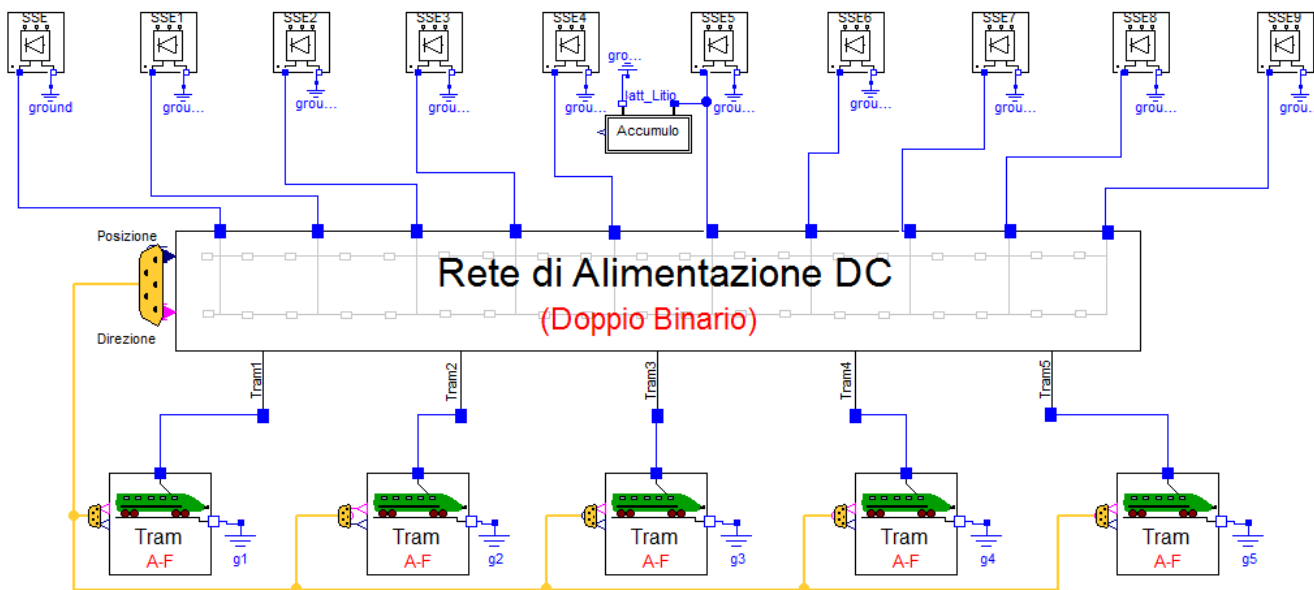 SSE SSE1 SSE2 SSE3 SSE4 SSE5 SSE6 SSE7 SSE8 SSE9
gro...
ground grou... grou... grou... grou... grou... grou... grou... grou... grou...
latt_Litio
Accumulo
Posizione
Rete di Alimentazione DC
(Doppio Binario)
Direzione
Tram1 Tram2 Tram3 Tram4 Tram5
Tram Tram Tram Tram Tram
A-F A-F A-F A-F A-F
g1 g2 g3 g4 g5